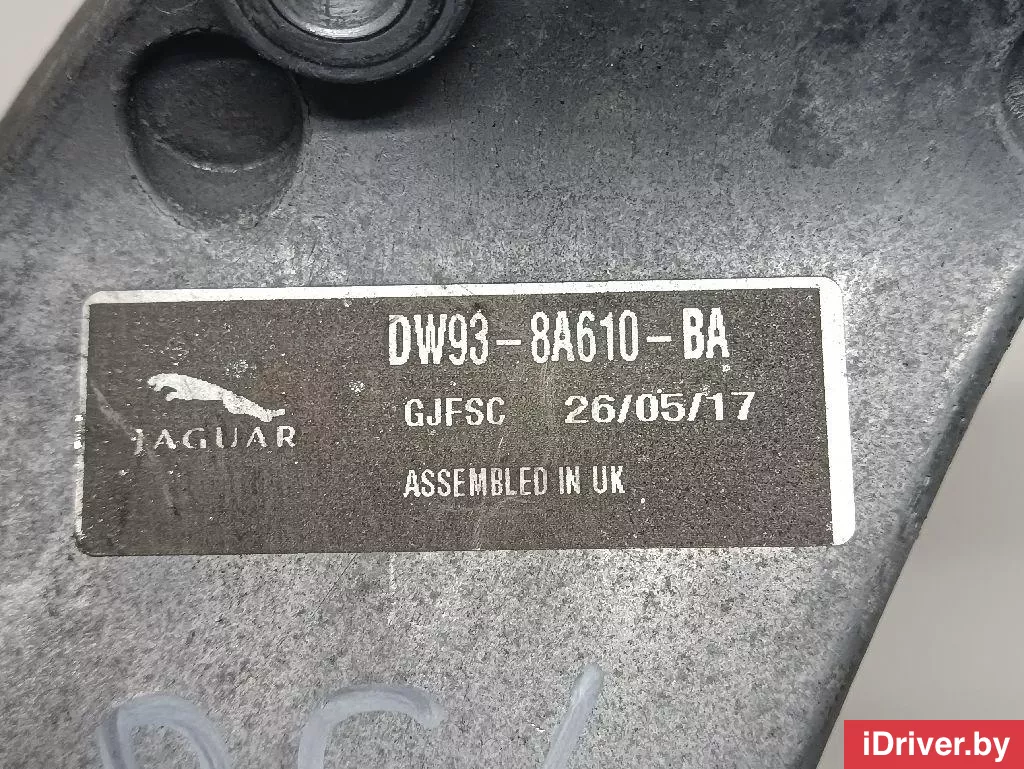 DW93-8A610-BA
GJFSC 26/05/17
JAGUAR
ASSEMBLED IN UK
iDriver.by